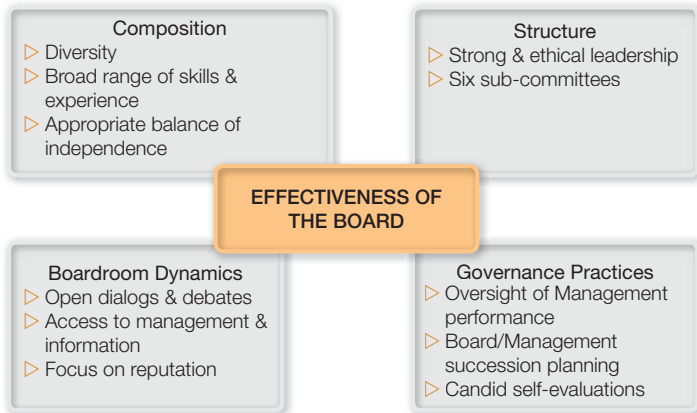 Composition
▷ Diversity
▷ Broad range of skills &
experience
▷ Appropriate balance of
independence
Structure
▷ Strong & ethical leadership
▷ Six sub-committees
EFFECTIVENESS OF
THE BOARD
Boardroom Dynamics
▷ Open dialogs & debates
▷ Access to management &
information
▷ Focus on reputation
Governance Practices
▷ Oversight of Management
performance
▷ Board/Management
succession planning
▷ Candid self-evaluations